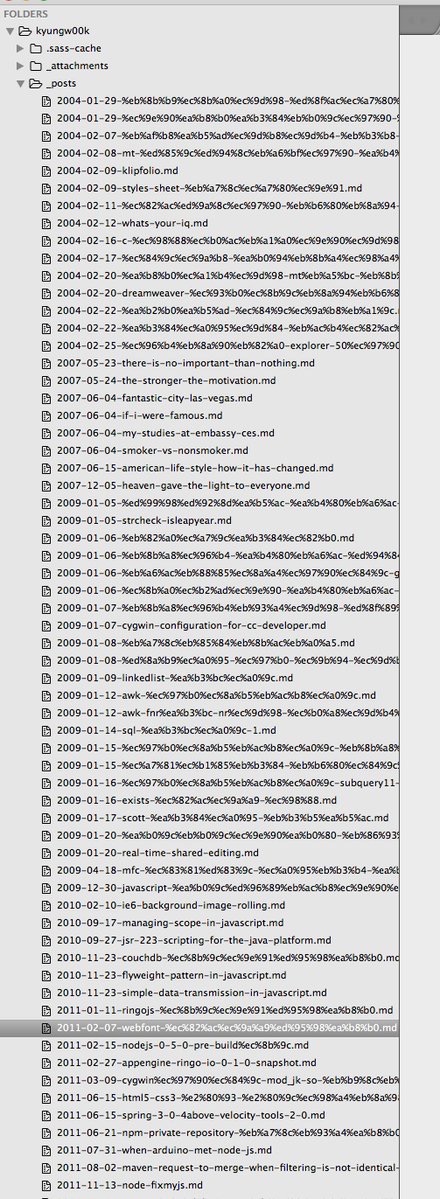 FOLDERS
kyungw00k
.sass-cache
_attachments
_posts
2004-01-29-%eb%8b%b9%ec%8b%a0%ec%9d%98-%ed%8f%ac%ec%a7%80%
2004-01-29-%ec%9e%90%ea%b8%b0%ea%b3%84%eb%b0%9c%ec%97%90-%
2004-02-07-%eb%af%b8%ea%b5%ad%ec%9d%b8%ec%9d%b4-%eb%b3%b8-
2004-02-08-mt-%ed%85%9c%ed%94%8c%eb%a6%bf%ec%97%90-%ea%b4%
2004-02-09-klipfolio.md
2004-02-09-styles-sheet-%eb%a7%8c%ec%a7%80%ec%9e%91.md
2004-02-11-%ec%82%ac%ed%9a%8c%ec%97%90-%eb%b6%80%eb%8a%94-
2004-02-12-whats-your-iq.md
2004-02-16-c-%ec%98%88%ec%b0%ac%eb%a1%a0%ec%9e%90%ec%9d%98
2004-02-17-%ec%84%9c%ec%9a%b8-%ea%b0%94%eb%8b%a4%ec%98%a4%
2004-02-20-%ea%b8%b0%ec%a1%b4%ec%9d%98-mt%eb%a5%bc-%eb%8b%
2004-02-20-dreamweaver-%ec%93%b0%ec%8b%9c%eb%8a%94%eb%b6%8
2004-02-22-%ea%b2%b0%ea%b5%ad-%ec%84%9c%ec%9a%b8%eb%a1%9c.
2004-02-22-%ea%b3%84%ec%a0%95%ec%9d%84-%eb%ac%b4%ec%82%ac%
2004-02-25-%ec%96%b4%eb%8a%90%eb%82%a0-explorer-50%ec%97%90
2007-05-23-there-is-no-important-than-nothing.md
2007-05-24-the-stronger-the-motivation.md
2007-06-04-fantastic-city-las-vegas.md
2007-06-04-if-i-were-famous.md
2007-06-04-my-studies-at-embassy-ces.md
2007-06-04-smoker-vs-nonsmoker.md
2007-06-15-american-life-style-how-it-has-changed.md
2007-12-05-heaven-gave-the-light-to-everyone.md
2009-01-05-%ed%99%98%ed%92%8d%ea%b5%ac-%ea%b4%80%eb%a6%ac-
2009-01-05-strcheck-isleapyear.md
2009-01-06-%eb%82%a0%ec%a7%9c%ea%b3%84%ec%82%b0.md
2009-01-06-%eb%8b%a8%ec%96%b4-%ea%b4%80%eb%a6%ac-%ed%94%84
2009-01-06-%eb%a6%ac%eb%88%85%ec%8a%a4%ec%97%90%ec%84%9c-g
2009-01-06-%ec%8b%a0%ec%b2%ad%ec%9e%90-%ea%b4%80%eb%a6%ac-
2009-01-07-%eb%8b%a8%ec%96%b4%eb%93%a4%ec%9d%98-%ed%8f%89%
2009-01-07-cygwin-configuration-for-cc-developer.md
2009-01-08-%eb%a7%8c%eb%85%84%eb%8b%ac%eb%a0%a5.md
2009-01-08-%ed%8a%b9%ec%a0%95-%ec%97%b0-%ec%9b%94-%ec%9d%b
2009-01-09-linkedlist-%ea%b3%bc%ec%a0%9c.md
2009-01-12-awk-%ec%97%b0%ec%8a%b5%eb%ac%b8%ec%a0%9c.md
2009-01-12-awk-fnr%ea%b3%bc-nr%ec%9d%98-%ec%b0%a8%ec%9d%b4%
2009-01-14-sql-%ea%b3%bc%ec%a0%9c-1.md
2009-01-15-%ec%97%b0%ec%8a%b5%eb%ac%b8%ec%a0%9c-%eb%8b%a8%
2009-01-15-%ec%a7%81%ec%b1%85%eb%b3%84-%eb%b6%80%ec%84%9c%
2009-01-16-%ec%97%b0%ec%8a%b5%eb%ac%b8%ec%a0%9c-subquery11-
2009-01-16-exists-%ec%82%ac%ec%9a%a9-%ec%98%88.md
2009-01-17-scott-%ea%b3%84%ec%a0%95-%eb%b3%b5%ea%b5%ac.md
2009-01-20-%ea%b0%9c%eb%b0%9c%ec%9e%90%ea%b0%80-%eb%86%93%
2009-01-20-real-time-shared-editing.md
2009-04-18-mfc-%ec%83%81%ed%83%9c-%ec%a0%95%eb%b3%b4-%ea%b
2009-12-30-javascript-%ea%b0%9c%ed%96%89%eb%ac%b8%ec%9e%90%e
2010-02-10-ie6-background-image-rolling.md
2010-09-17-managing-scope-in-javascript.md
2010-09-27-jsr-223-scripting-for-the-java-platform.md
2010-11-23-couchdb-%ec%8b%9c%ec%9e%91%ed%95%98%ea%b8%b0.md
2010-11-23-flyweight-pattern-in-javascript.md
2010-11-23-simple-data-transmission-in-javascript.md
2011-01-11-ringojs-%ec%8b%9c%ec%9e%91%ed%95%98%ea%b8%b0.md
2011-02-07-webfont-%ec%82%ac%ec%9a%a9%ed%95%98%ea%b8%b0.md
2011-02-15-nodejs-0-5-0-pre-build%ec%8b%9c.md
2011-02-27-appengine-ringo-io-0-1-0-snapshot.md
2011-03-09-cygwin%ec%97%90%ec%84%9c-mod_jk-so-%eb%b9%8c%eb%
2011-06-15-html5-css3-%e2%80%93-%e2%80%9c%ec%98%a4%eb%8a%9
2011-06-15-spring-3-0-4above-velocity-tools-2-0.md
2011-06-21-npm-private-repository-%eb%a7%8c%eb%93%a4%ea%b8%b0
2011-07-31-when-arduino-met-node-js.md
2011-08-02-maven-request-to-merge-when-filtering-is-not-identical-
2011-11-13-node-fixmyjs.md